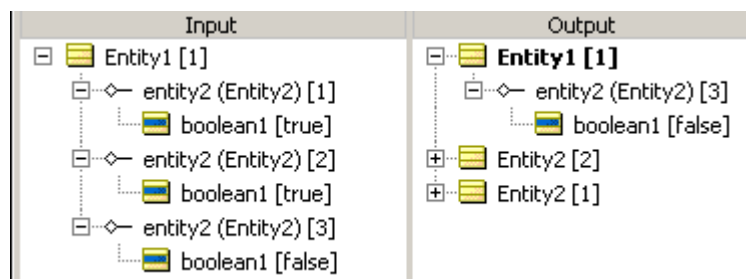 Input
Entity1 [1]
entity2 (Entity2) [1]
boolean1 [true]
entity2 (Entity2) [2]
boolean1 [true]
entity2 (Entity2) [3]
boolean1 [false]
Output
Entity1 [1]
entity2 (Entity2) [3]
boolean1 [false]
Entity2 [2]
Entity2 [1]